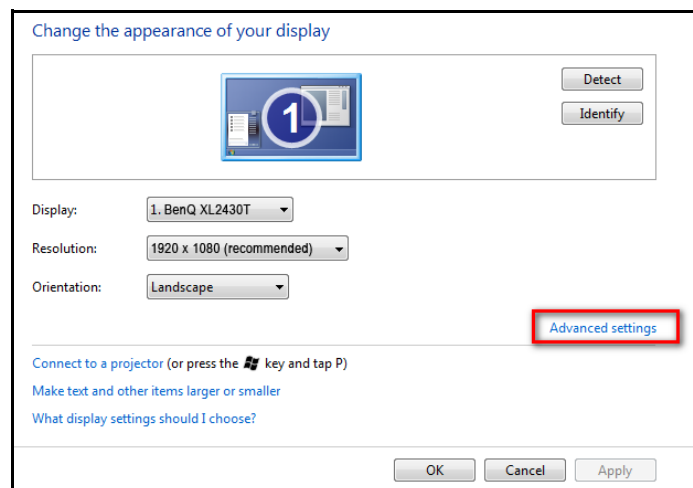 Change the appearance of your display
1
Detect
Identify
Display:
1. BenQ XL2430T
Resolution:
1920 x 1080 (recommended)
Orientation:
Landscape
Advanced settings
Connect to a projector (or press the key and tap P)
Make text and other items larger or smaller
What display settings should I choose?
OK
Cancel
Apply